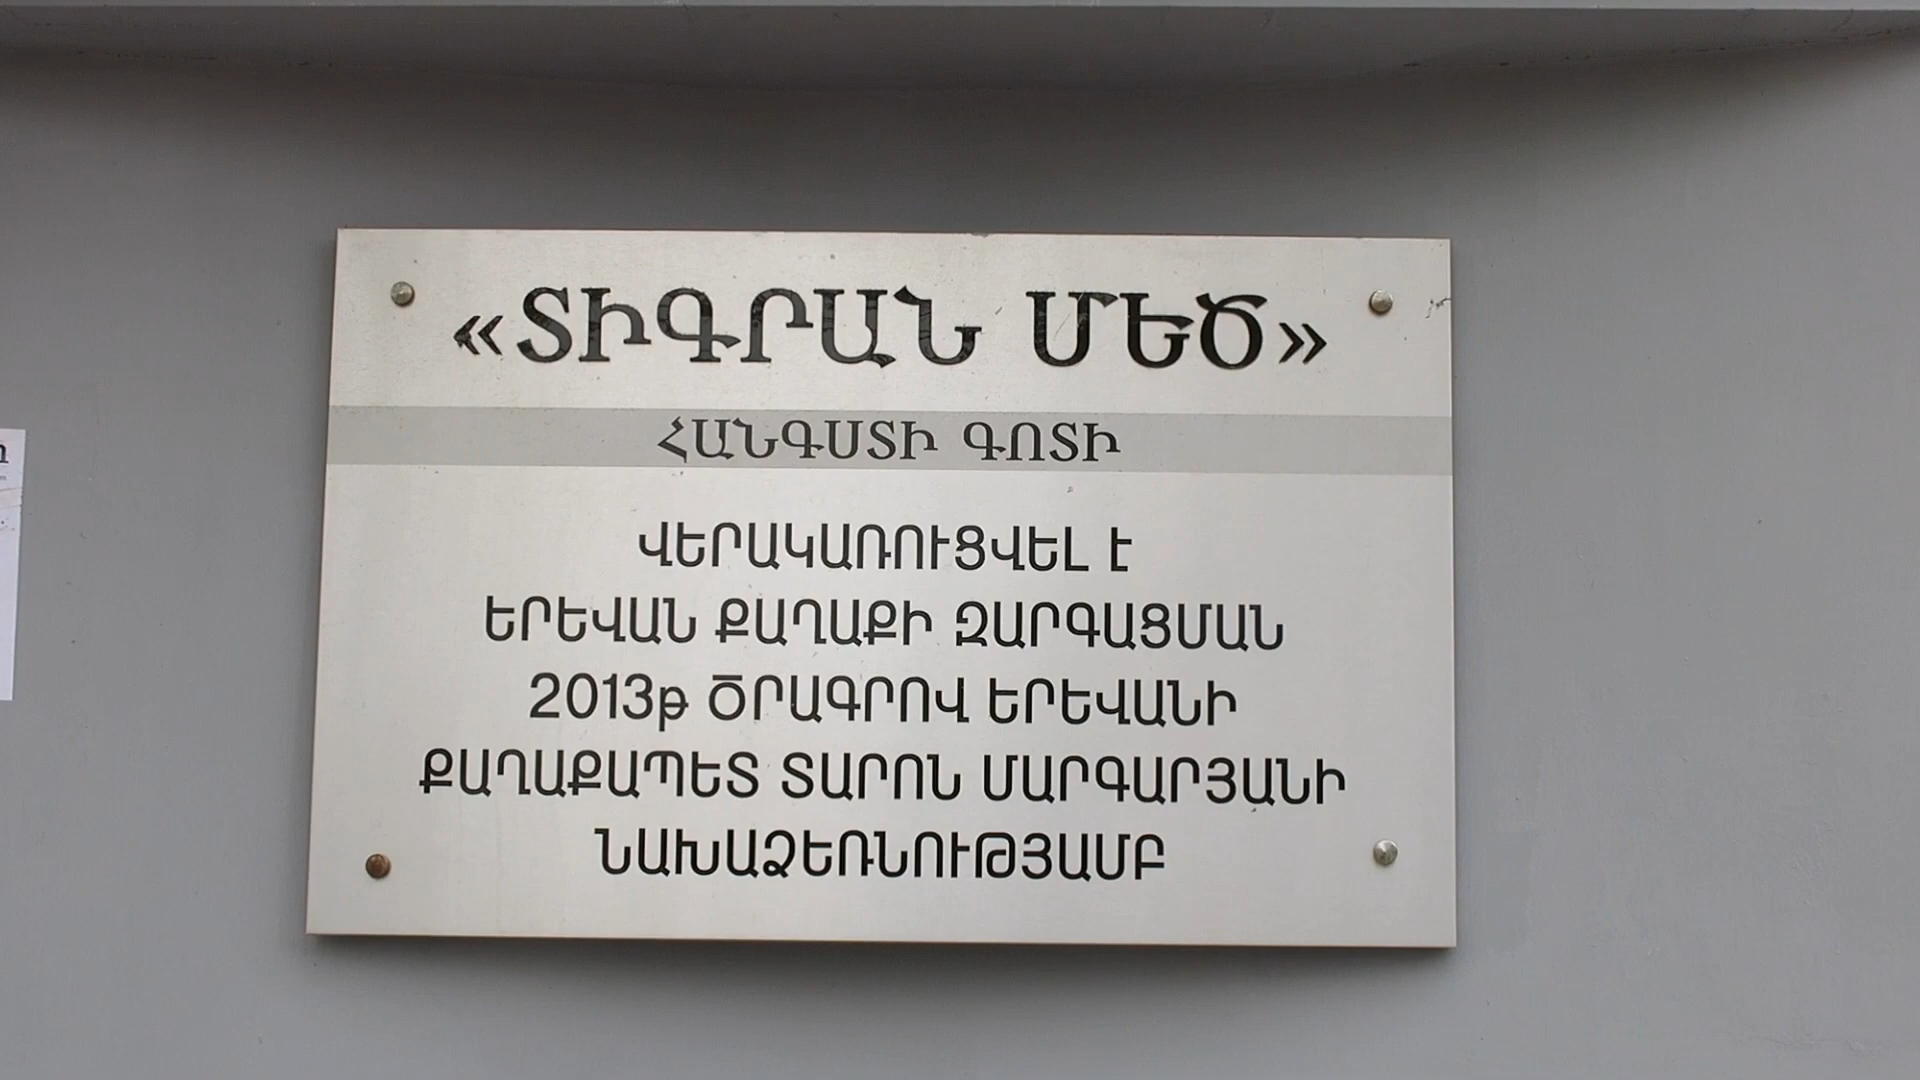 «ՏԻԳՐԱՆ ՄԵԾ»
ՀԱՆԳՍՏԻ ԳՈՏԻ
ՎԵՐԱԿԱՌՈՒՑՎԵԼ Է
ԵՐԵՎԱՆ ՔԱՂԱՔԻ ԶԱՐԳԱՑՄԱՆ
2013թ ԾՐԱԳՐՈՎ ԵՐԵՎԱՆԻ
ՔԱՂԱՔԱՊԵՏ ՏԱՐՈՆ ՄԱՐԳԱՐՅԱՆԻ
ՆԱԽԱՁԵՌՆՈՒԹՅԱՄԲ